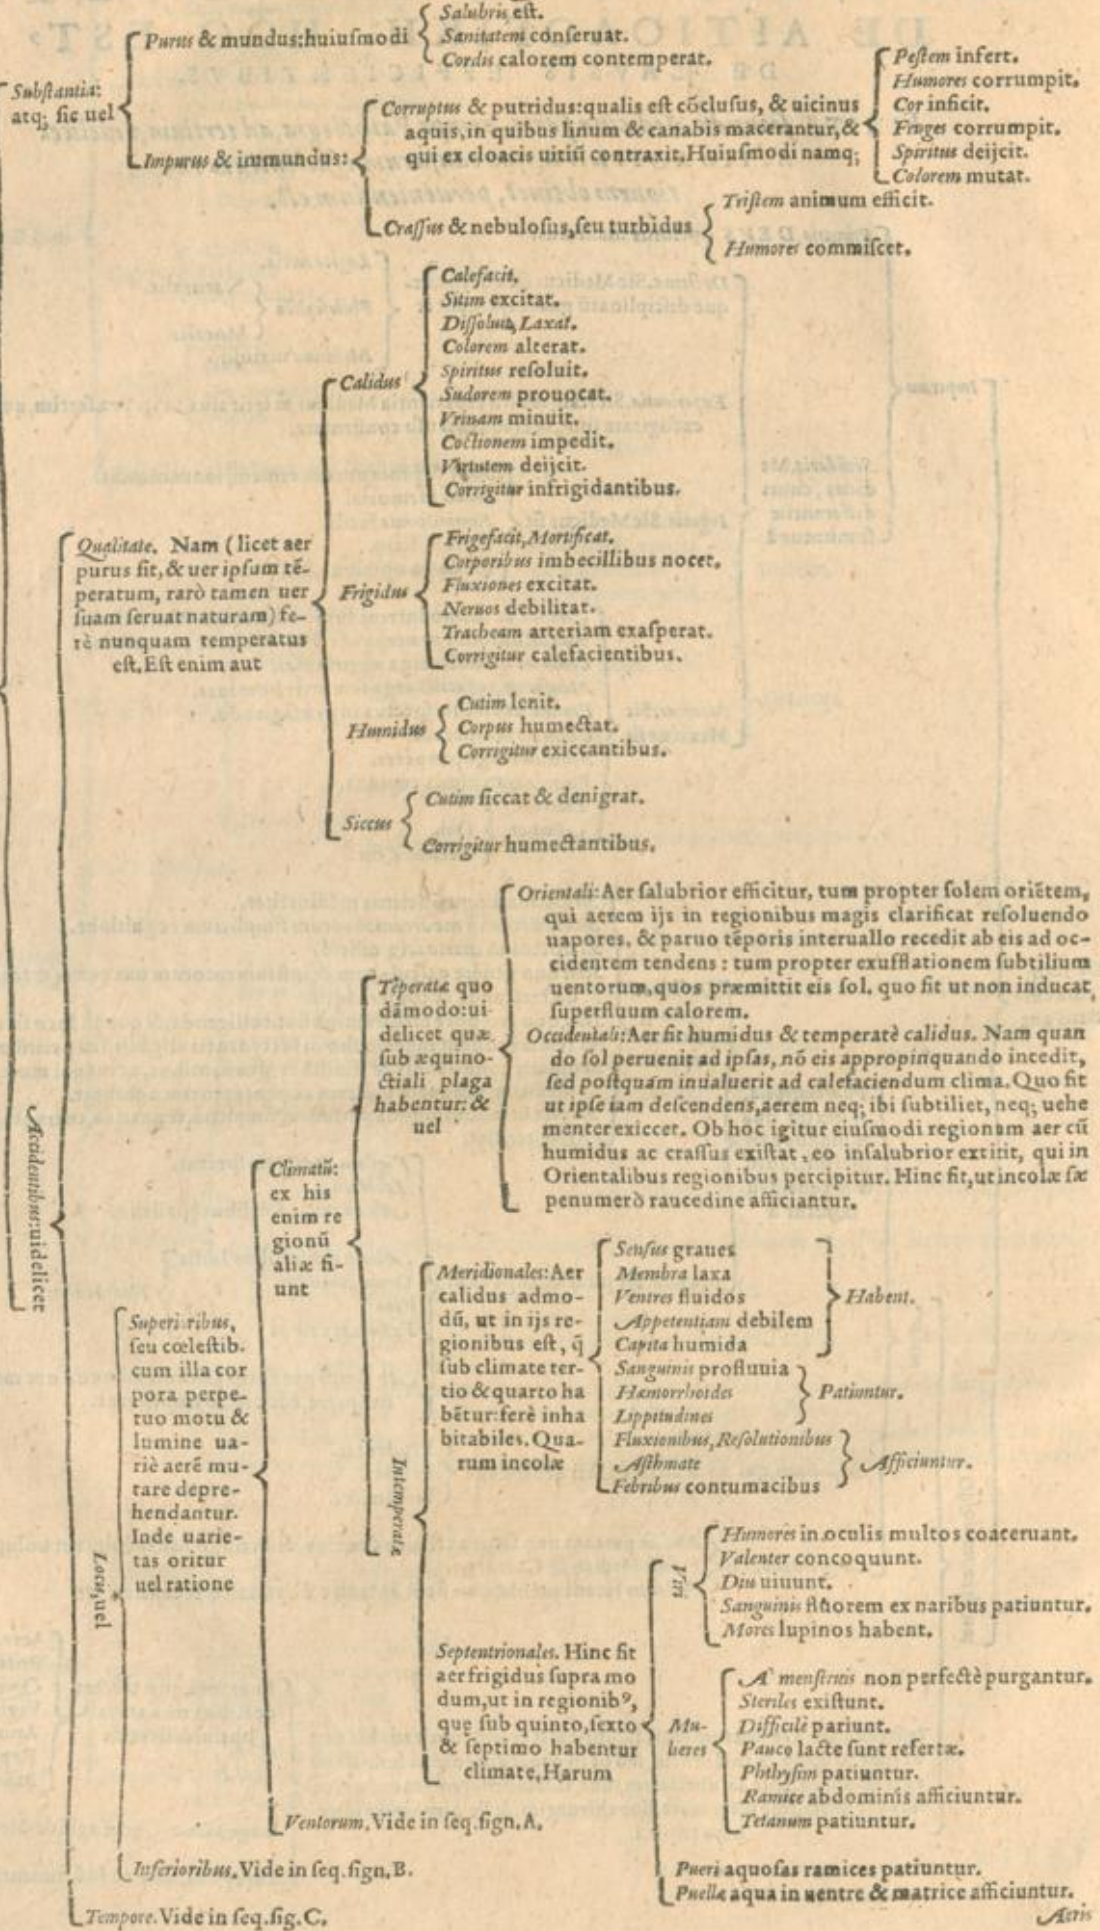 Substantia:
atq; sic uel
Purus & mundus: huiusmodi
Salubris est.
Sanitatem conseruat.
Cordis calorem contemperat.
Impurus & immundus:
Corruptus & putridus: qualis est cōclusus, & uicinus
aquis, in quibus linum & canabis macerantur, &
qui ex cloacis uitiū contraxit. Huiusmodi namq;
Pestem infert.
Humores corrumpit.
Cor inficit.
Fruges corrumpit.
Spiritus deijcit.
Colorem mutat.
Crassus & nebulosus, seu turbidus
Tristem animum efficit.
Humores commiscet.
Accidentibus: uidelicet
Qualitate. Nam (licet aer
purus sit, & uer ipsum tē-
peratum, rarò tamen uer
suam seruat naturam) fe-
rè nunquam temperatus
est. Est enim aut
Calidus
Calefacit.
Sitim excitat.
Dissoluit, Laxat.
Colorem alterat.
Spiritus resoluit.
Sudorem prouocat.
Vrinam minuit.
Coctionem impedit.
Virtutem deijcit.
Corrigitur infrigidantibus.
Frigidus
Frigefacit, Mortificat.
Corporibus imbecillibus nocet.
Fluxiones excitat.
Neruos debilitat.
Tracheam arteriam exasperat.
Corrigitur calefacientibus.
Humidus
Cutim lenit.
Corpus humectat.
Corrigitur exiccantibus.
Siccus
Cutim siccat & denigrat.
Corrigitur humectantibus.
Locus, uel
Superioribus,
seu cœlestib.
cum illa cor
pora perpe-
tuo motu &
lumine ua-
riè aerē mu-
tare depre-
hendantur.
Inde uarie-
tas oritur
uel ratione
Climatū:
ex his
enim re
gionū
aliæ fi-
unt
Tēperatæ quo
dāmodo: ui
delicet quæ
sub æquino-
ctiali plaga
habentur: &
uel
Orientali: Aer salubrior efficitur, tum propter solem oriētem,
qui aerem ijs in regionibus magis clarificat resoluendo
uapores, & paruo tēporis interuallo recedit ab eis ad oc-
cidentem tendens: tum propter exufflationem subtilium
uentorum, quos præmittit eis sol. quo fit ut non inducat
superfluum calorem.
Occidentali: Aer fit humidus & temperatè calidus. Nam quan
do sol peruenit ad ipsas, nō eis appropinquando incedit,
sed postquàm inualuerit ad calefaciendum clima. Quo fit
ut ipse iam descendens, aerem neq; ibi subtiliet, neq; uehe
menter exiccet. Ob hoc igitur eiusmodi regionum aer cū
humidus ac crassus existat, eo insalubrior extitit, qui in
Orientalibus regionibus percipitur. Hinc fit, ut incolæ sæ
penumerò raucedine afficiantur.
Intemperatæ
Meridionales: Aer
calidus admo-
dū, ut in ijs re-
gionibus est, q̄
sub climate ter-
tio & quarto ha
bētur: ferè inha
bitabiles. Qua-
rum incolæ
Sensus graues
Membra laxa
Ventres fluidos
Appetentiam debilem
Capita humida
Habent.
Sanguinis profluuia
Hæmorrhoides
Lippitudines
Patiuntur.
Fluxionibus, Resolutionibus
Asthmate
Febribus contumacibus
Afficiuntur.
Septentrionales. Hinc fit
aer frigidus supra mo
dum, ut in regionibꝰ,
quę sub quinto, sexto
& septimo habentur
climate, Harum
Viri
Humores in oculis multos coaceruant.
Valenter concoquunt.
Diu uiuunt.
Sanguinis fluorem ex naribus patiuntur.
Mores lupinos habent.
Mu-
lieres
A' menstruis non perfectè purgantur.
Steriles existunt.
Difficilè pariunt.
Pauco lacte sunt refertæ.
Phthysim patiuntur.
Ramice abdominis afficiuntur.
Tetanum patiuntur.
Pueri aquosas ramices patiuntur.
Puellæ aqua in uentre & matrice afficiuntur.
Ventorum. Vide in seq. sign. A.
Inferioribus. Vide in seq. sign. B.
Tempore. Vide in seq. sig. C.
Aeris